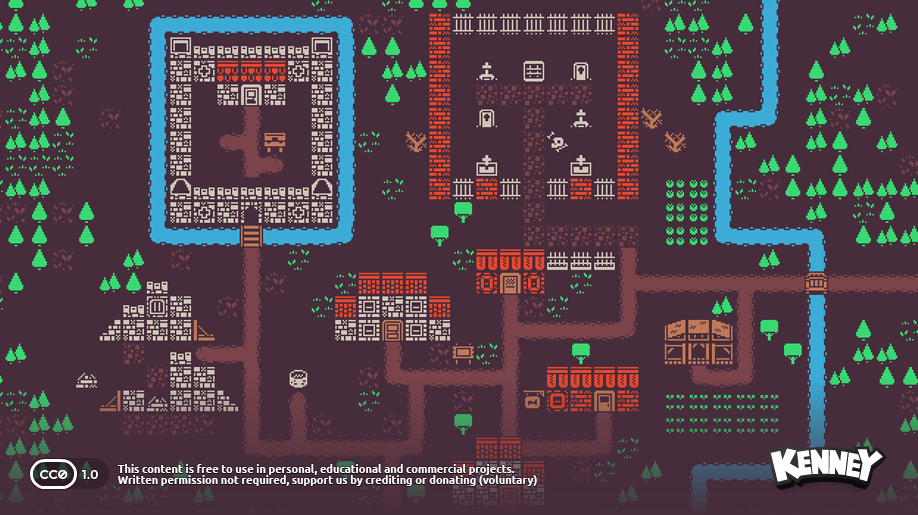 CC0 1.0
This content is free to use in personal, educational and commercial projects.
Written permission not required, support us by crediting or donating (voluntary)
KENNEY